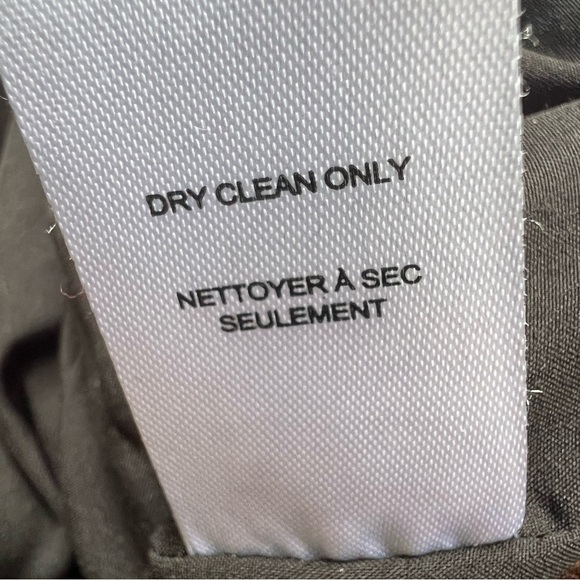 DRY CLEAN ONLY
NETTOYER À SEC
SEULEMENT